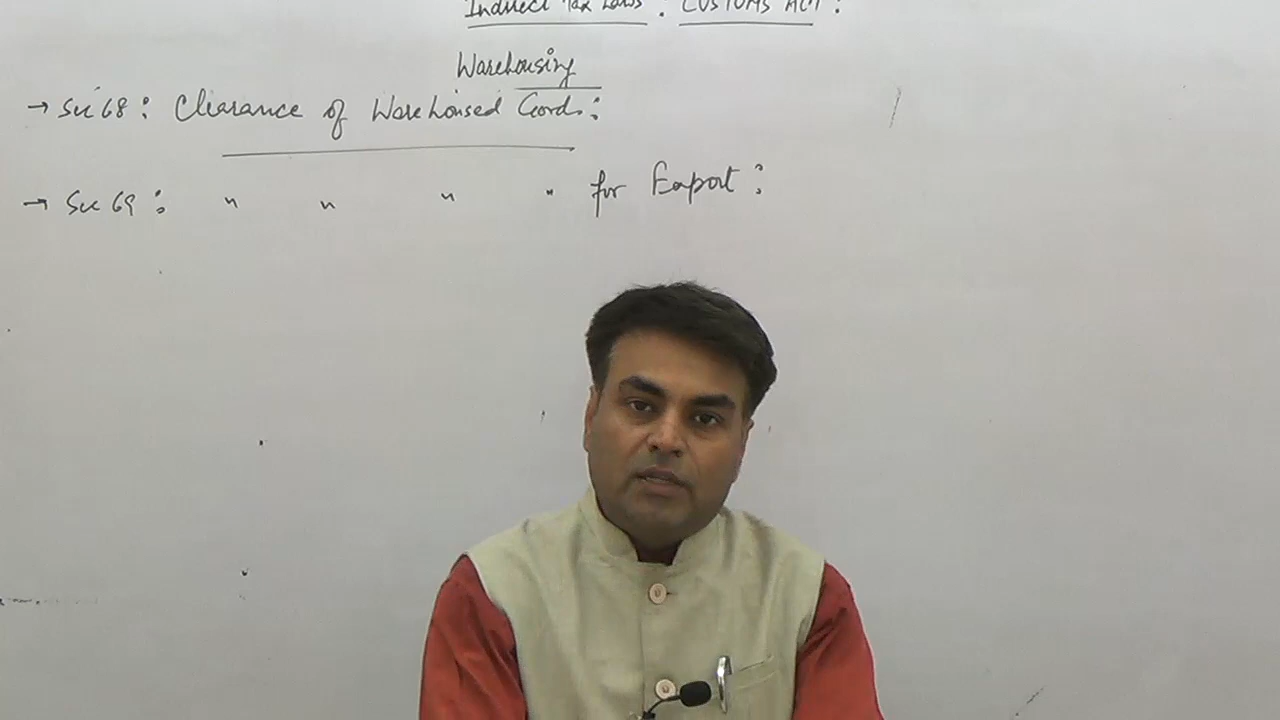 Indirect Tax Laws : CUSTOMS ACT :
Warehousing
→ Sec 68 : Clearance of Warehoused Goods :
→ Sec 69 : " " " " for Export :